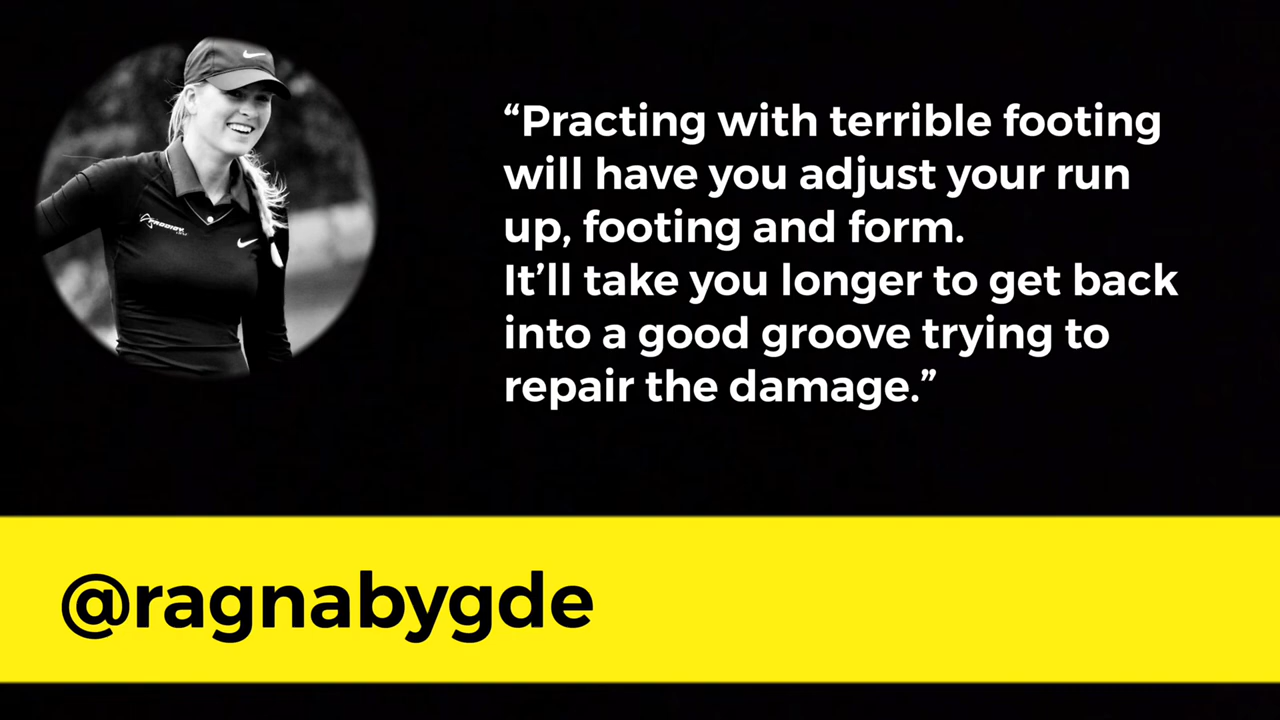 “Practing with terrible footing
will have you adjust your run
up, footing and form.
It’ll take you longer to get back
into a good groove trying to
repair the damage.”
@ragnabygde